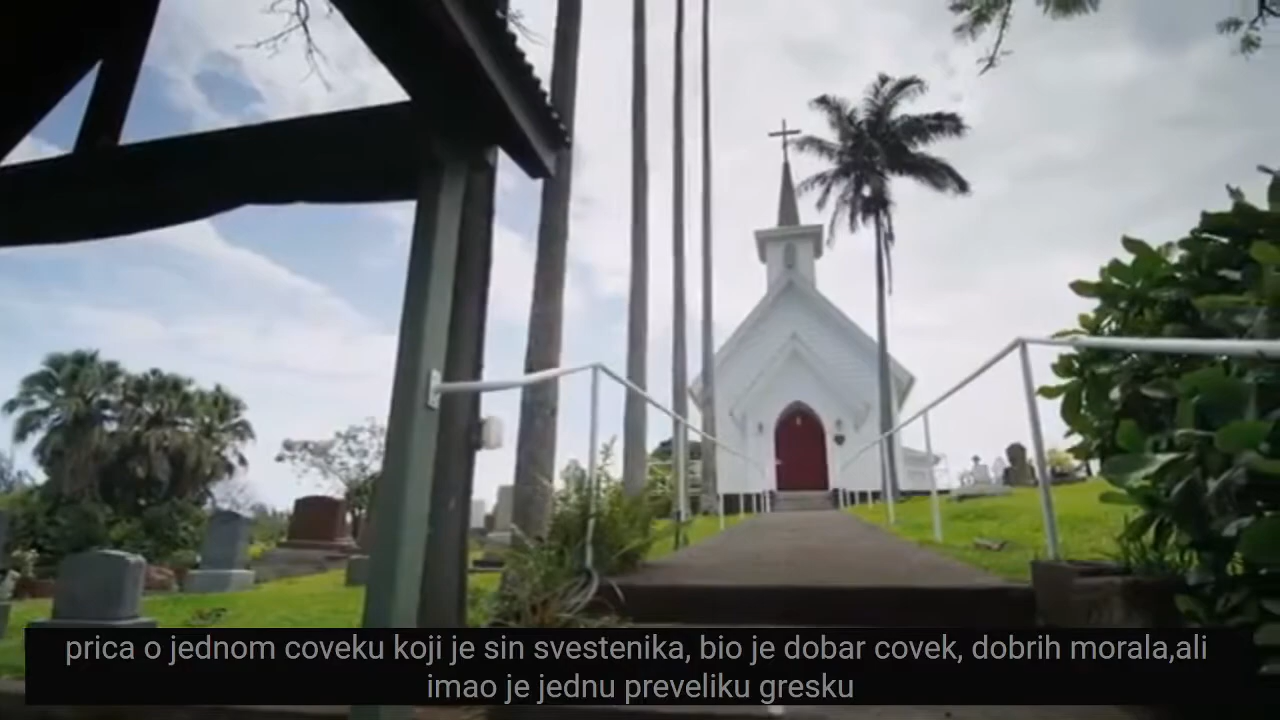 prica o jednom coveku koji je sin svestenika, bio je dobar covek, dobrih morala,ali
imao je jednu preveliku gresku